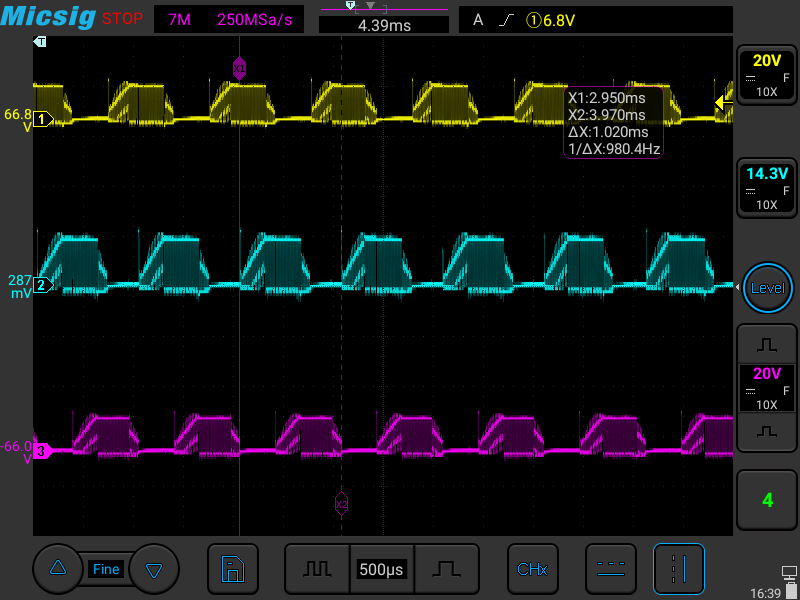 Micsig STOP 7M 250MSa/s T 4.39ms A ①6.8V
T
X1
20V
F
10X
66.8
V
1
X1:2.950ms
X2:3.970ms
ΔX:1.020ms
1/ΔX:980.4Hz
14.3V
F
10X
287
mV
2
Level
20V
F
10X
-66.0
V
3
X2
4
Fine
500µs
CHx
16:39